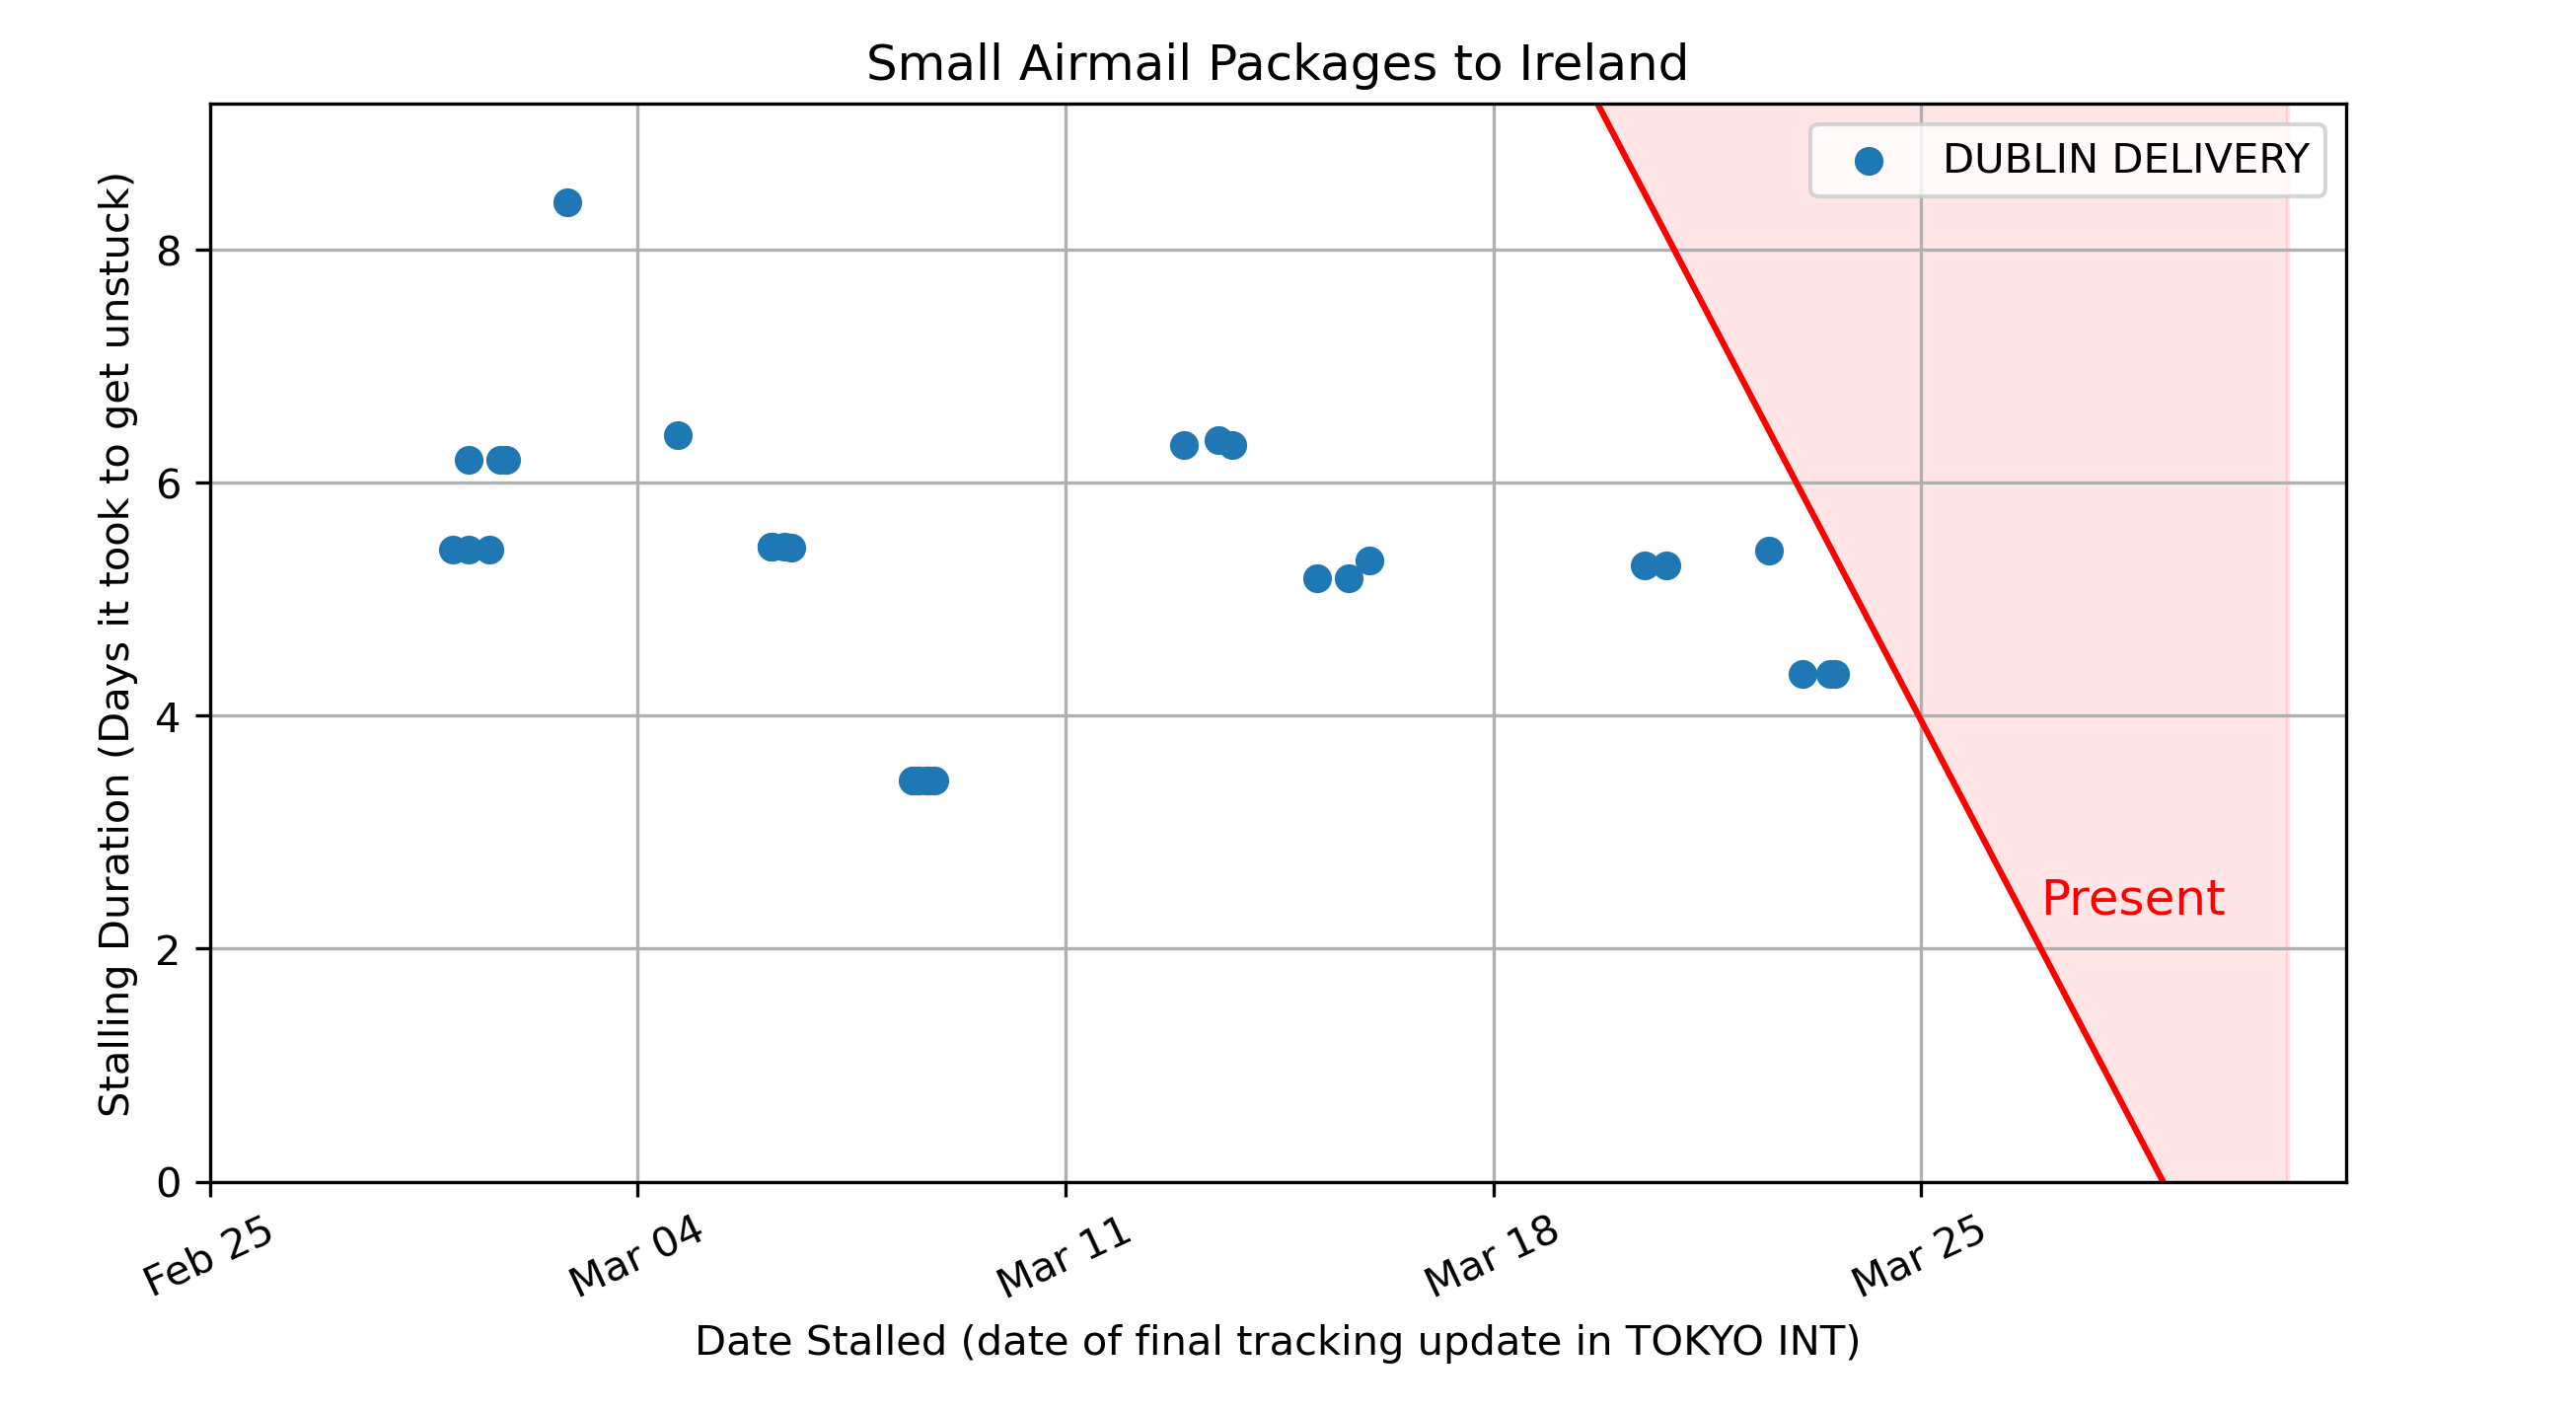 Small Airmail Packages to Ireland
DUBLIN DELIVERY
Stalling Duration (Days it took to get unstuck)
8
6
4
2
0
Present
Feb 25
Mar 04
Mar 11
Mar 18
Mar 25
Date Stalled (date of final tracking update in TOKYO INT)